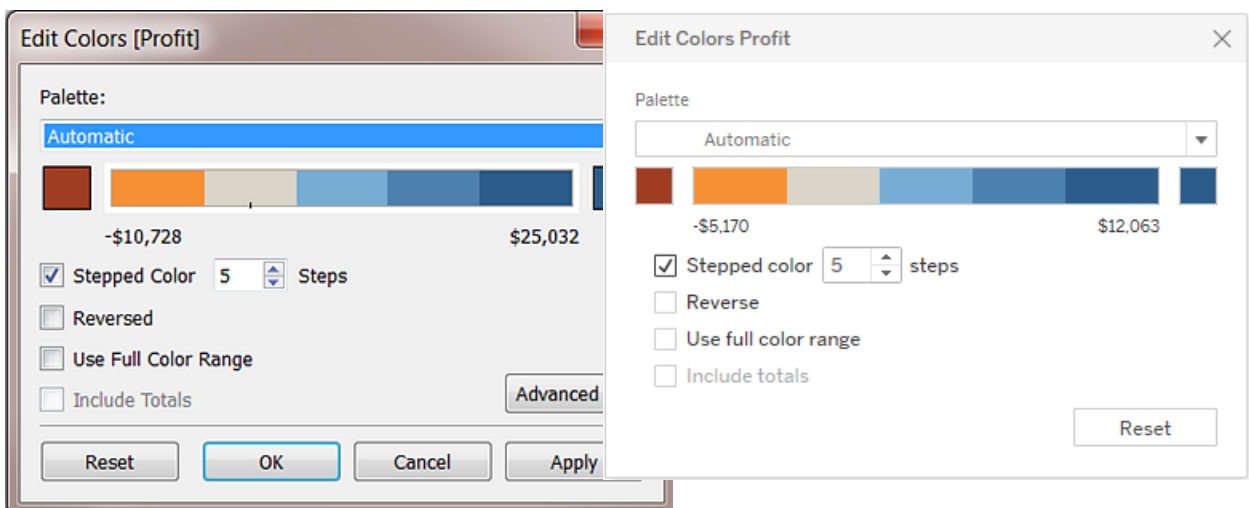 Edit Colors [Profit]
Palette:
Automatic
-$10,728 $25,032
Stepped Color 5 Steps
Reversed
Use Full Color Range
Include Totals
Advanced
Reset OK Cancel Apply
Edit Colors Profit
Palette
Automatic
-$5,170 $12,063
Stepped color 5 steps
Reverse
Use full color range
Include totals
Reset